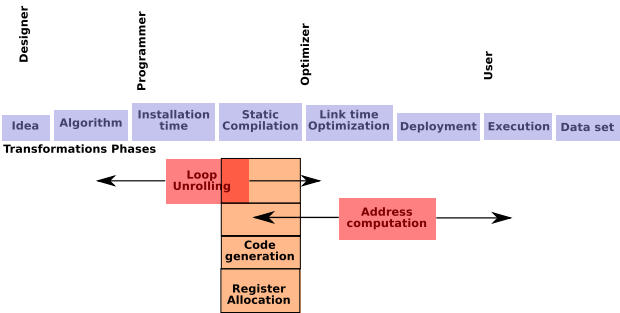 Designer
Programmer
Optimizer
User
Idea
Algorithm
Installation
time
Static
Compilation
Link time
Optimization
Deployment
Execution
Data set
Transformations Phases
Loop
Unrolling
Address
computation
Code
generation
Register
Allocation